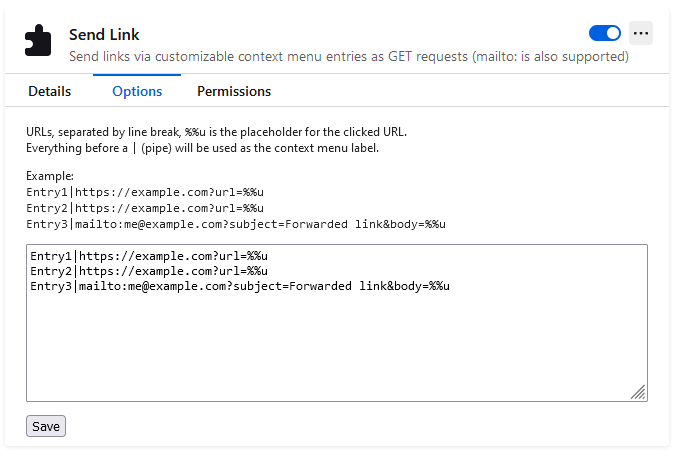 Send Link
Send links via customizable context menu entries as GET requests (mailto: is also supported)
Details Options Permissions
URLs, separated by line break, %%u is the placeholder for the clicked URL.
Everything before a | (pipe) will be used as the context menu label.
Example:
Entry1|https://example.com?url=%%u
Entry2|https://example.com?url=%%u
Entry3|mailto:me@example.com?subject=Forwarded link&body=%%u
Entry1|https://example.com?url=%%u
Entry2|https://example.com?url=%%u
Entry3|mailto:me@example.com?subject=Forwarded link&body=%%u
Save